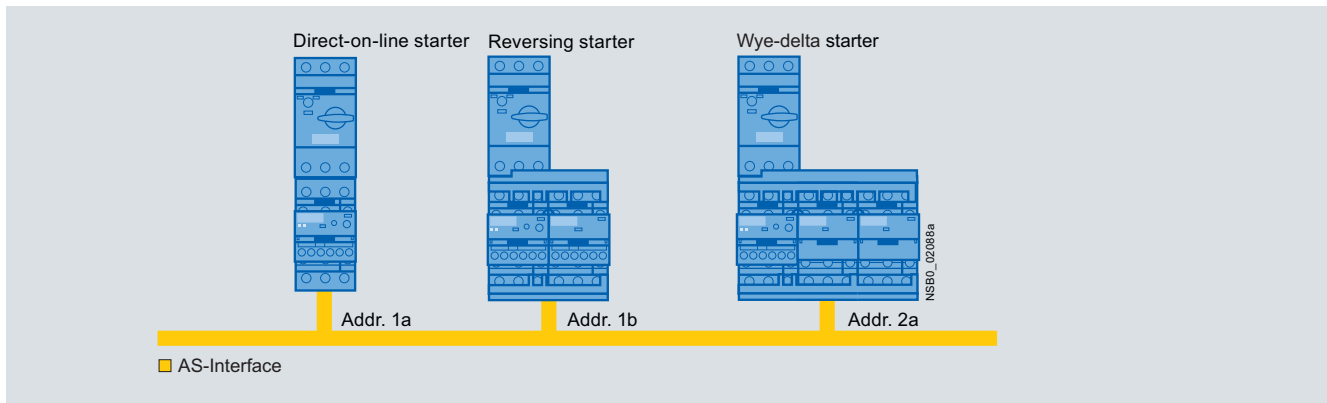 Direct-on-line starter
Reversing starter
Wye-delta starter
NSB0_02088a
Addr. 1a
Addr. 1b
Addr. 2a
AS-Interface